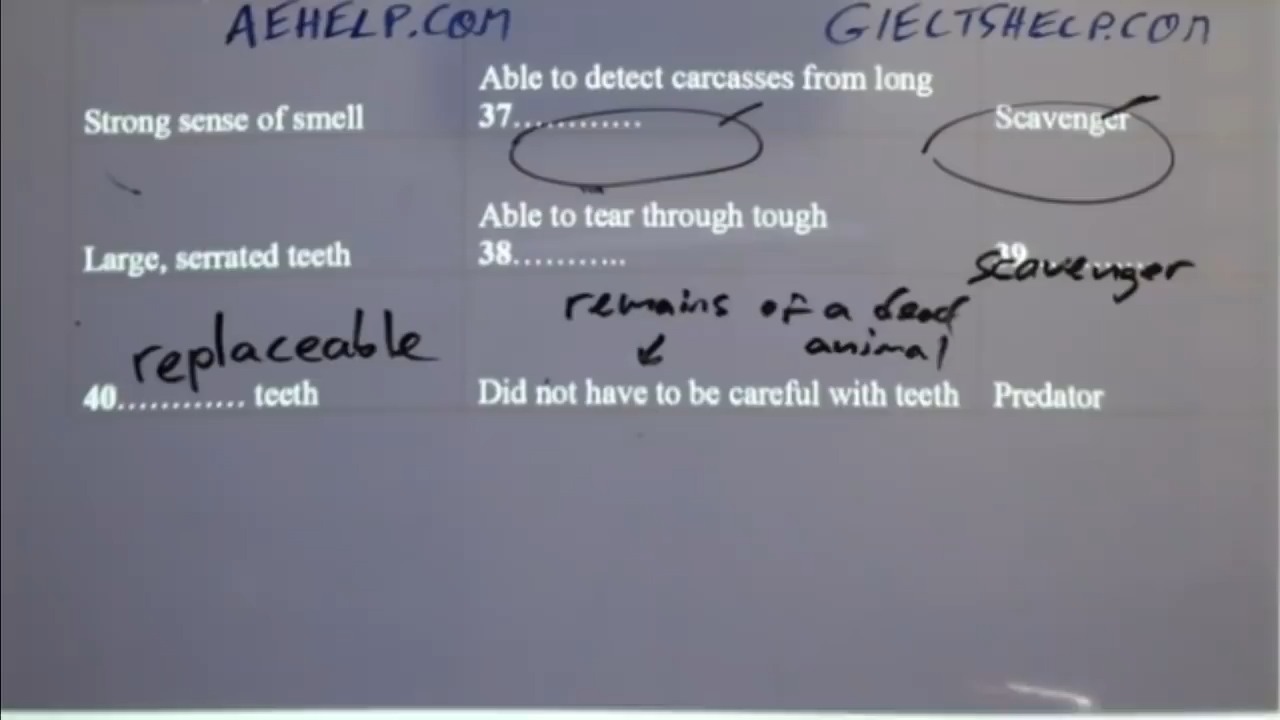 AEHELP.COM GIELTSHELP.COM
Able to detect carcasses from long
Strong sense of smell 37............ Scavenger
Able to tear through tough
Large, serrated teeth 38........... 39
scavenger
remains of a dead
replaceable animal
40............ teeth Did not have to be careful with teeth Predator